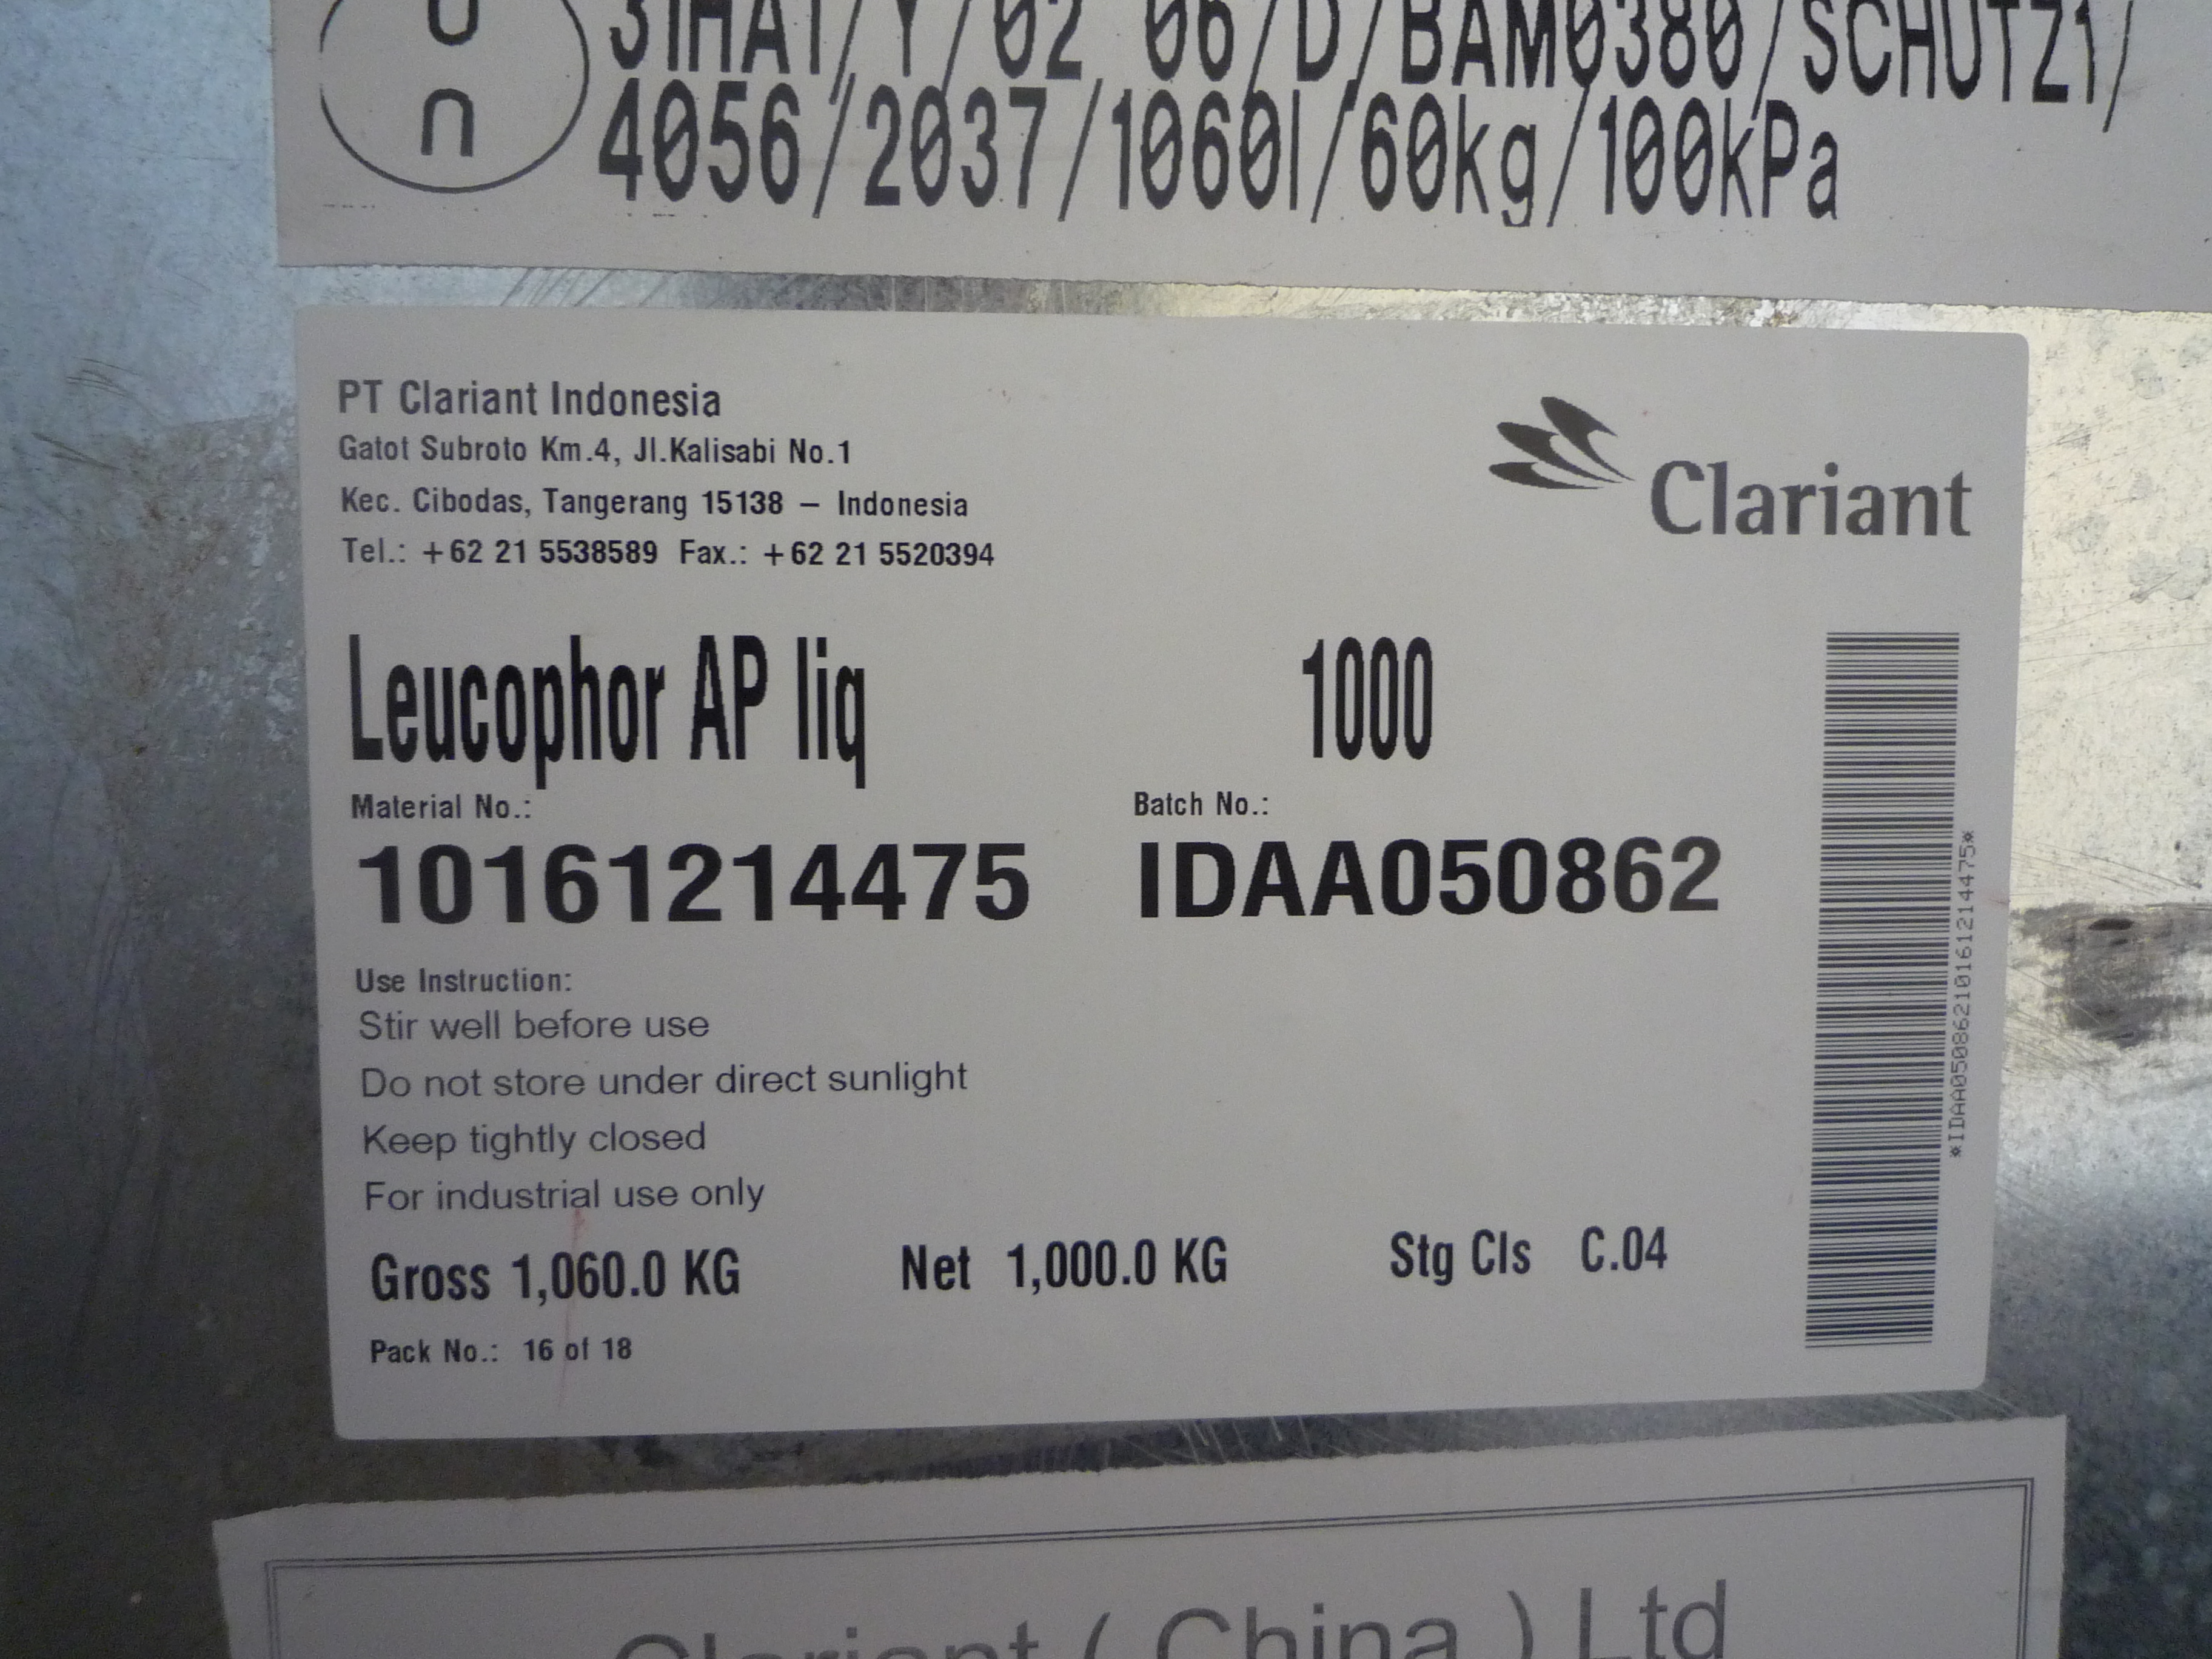 u
n
31HA1/Y/02 06/D/BAM0380/SCHUTZ1/
4056/2037/1060l/60kg/100kPa
PT Clariant Indonesia
Gatot Subroto Km.4, Jl.Kalisabi No.1
Kec. Cibodas, Tangerang 15138 – Indonesia
Tel.: +62 21 5538589 Fax.: +62 21 5520394
Clariant
Leucophor AP liq 1000
Material No.: Batch No.:
10161214475 IDAA050862
*IDAA05086210161214475*
Use Instruction:
Stir well before use
Do not store under direct sunlight
Keep tightly closed
For industrial use only
Gross 1,060.0 KG Net 1,000.0 KG Stg Cls C.04
Pack No.: 16 of 18
Clariant ( China ) Ltd